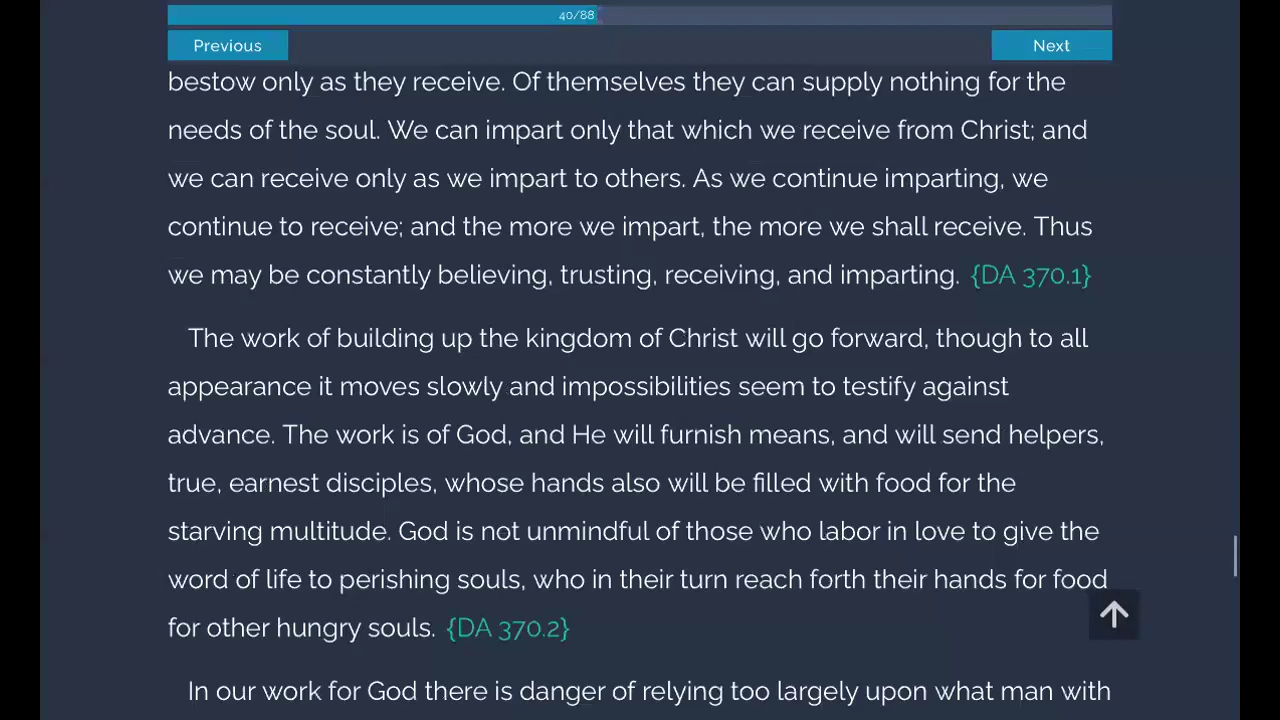 40/88
Previous
Next
bestow only as they receive. Of themselves they can supply nothing for the
needs of the soul. We can impart only that which we receive from Christ; and
we can receive only as we impart to others. As we continue imparting, we
continue to receive; and the more we impart, the more we shall receive. Thus
we may be constantly believing, trusting, receiving, and imparting. {DA 370.1}
The work of building up the kingdom of Christ will go forward, though to all
appearance it moves slowly and impossibilities seem to testify against
advance. The work is of God, and He will furnish means, and will send helpers,
true, earnest disciples, whose hands also will be filled with food for the
starving multitude. God is not unmindful of those who labor in love to give the
word of life to perishing souls, who in their turn reach forth their hands for food
for other hungry souls. {DA 370.2}
In our work for God there is danger of relying too largely upon what man with